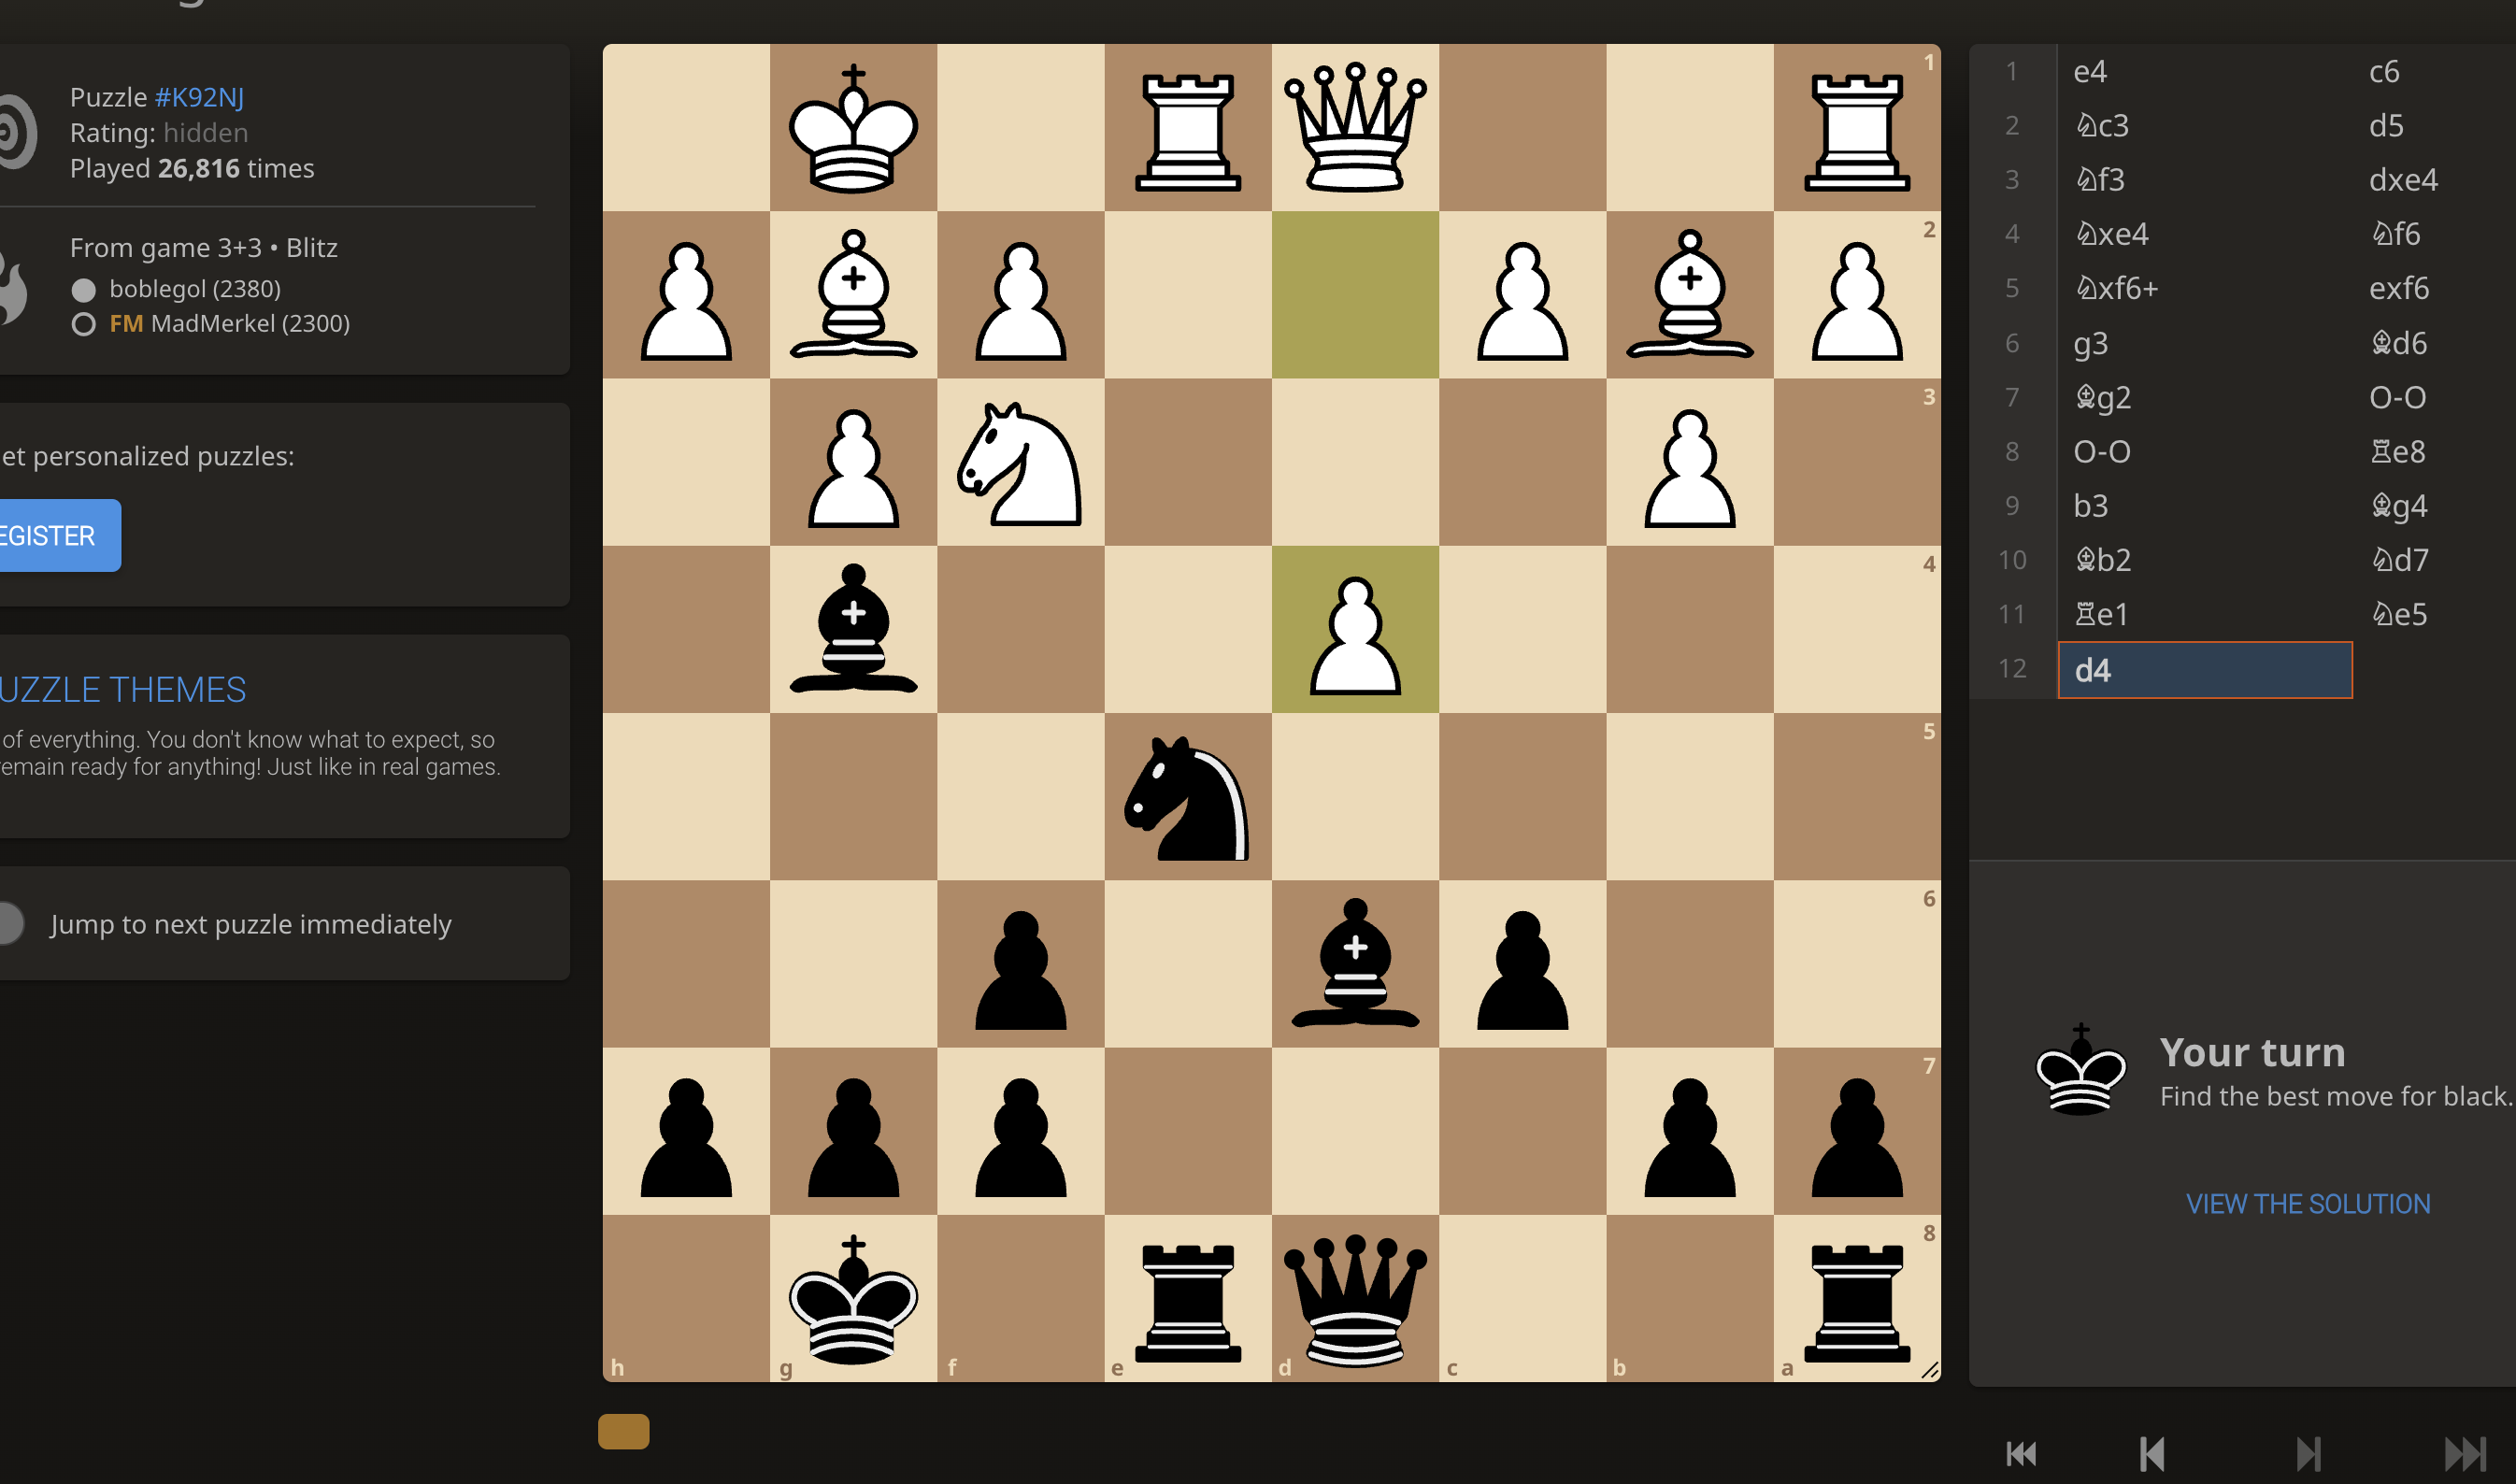 Puzzle #K92NJ
Rating: hidden
Played 26,816 times
From game 3+3 • Blitz
boblegol (2380)
FM MadMerkel (2300)
et personalized puzzles:
EGISTER
UZZLE THEMES
of everything. You don't know what to expect, so
emain ready for anything! Just like in real games.
Jump to next puzzle immediately
1
2
3
4
5
6
7
8
h g f e d c b a
1 e4 c6
2 ♘c3 d5
3 ♘f3 dxe4
4 ♘xe4 ♘f6
5 ♘xf6+ exf6
6 g3 ♗d6
7 ♗g2 O-O
8 O-O ♖e8
9 b3 ♗g4
10 ♗b2 ♘d7
11 ♖e1 ♘e5
12 d4
Your turn
Find the best move for black.
VIEW THE SOLUTION